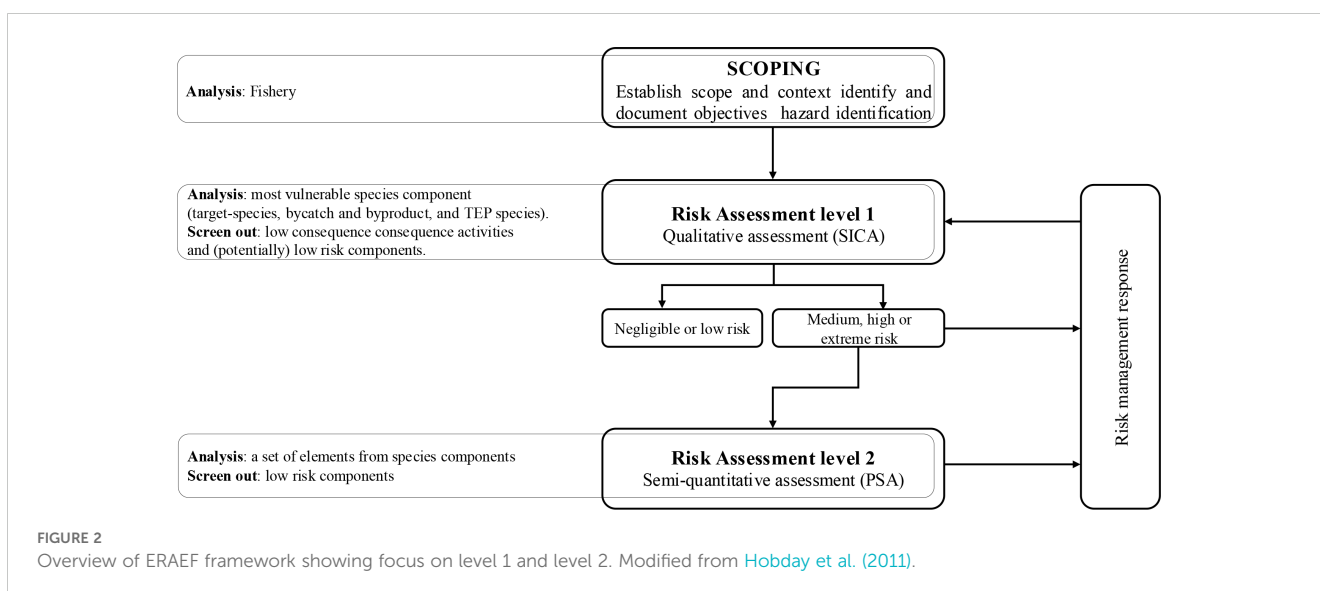 SCOPING
Analysis: Fishery
Establish scope and context identify and
document objectives hazard identification
Analysis: most vulnerable species component
(target-species, bycatch and byproduct, and TEP species).
Screen out: low consequence consequence activities
and (potentially) low risk components.
Risk Assessment level 1
Qualitative assessment (SICA)
Negligible or low risk
Medium, high or
extreme risk
Risk management response
Analysis: a set of elements from species components
Screen out: low risk components
Risk Assessment level 2
Semi-quantitative assessment (PSA)
FIGURE 2
Overview of ERAEF framework showing focus on level 1 and level 2. Modified from Hobday et al. (2011).